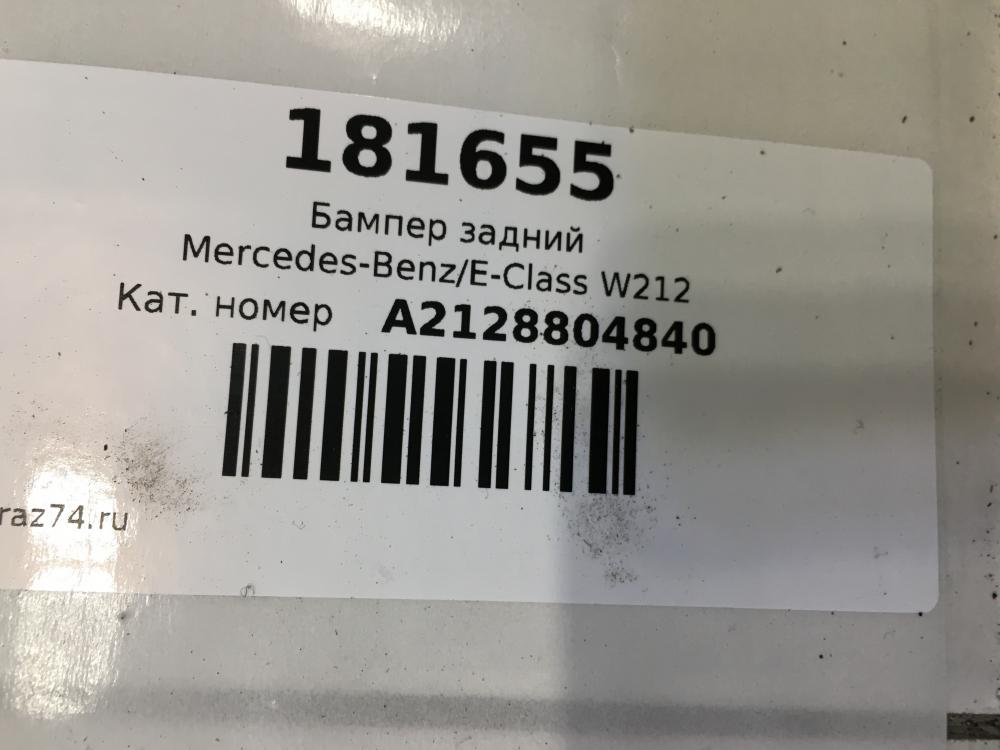 181655
Бампер задний
Mercedes-Benz/E-Class W212
Кат. номер A2128804840
raz74.ru